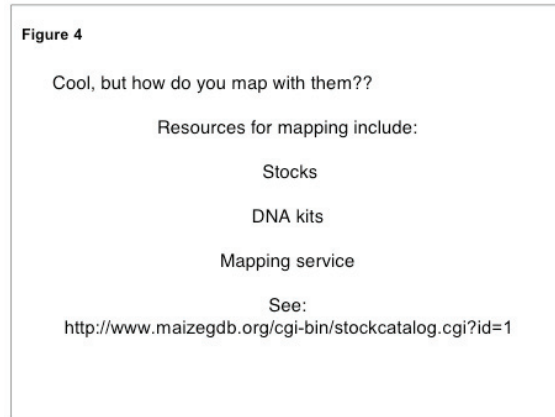 Figure 4
Cool, but how do you map with them??
Resources for mapping include:
Stocks
DNA kits
Mapping service
See:
http://www.maizegdb.org/cgi-bin/stockcatalog.cgi?id=1